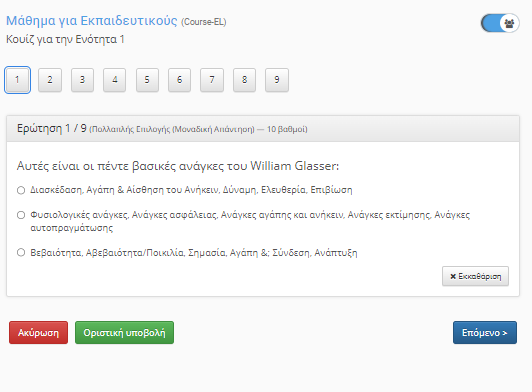 Μάθημα για Εκπαιδευτικούς (Course-EL)
Κουίζ για την Ενότητα 1
1 2 3 4 5 6 7 8 9
Ερώτηση 1 / 9 (Πολλαπλής Επιλογής (Μοναδική Απάντηση) — 10 βαθμοί)
Αυτές είναι οι πέντε βασικές ανάγκες του William Glasser:
Διασκέδαση, Αγάπη & Αίσθηση του Ανήκειν, Δύναμη, Ελευθερία, Επιβίωση
Φυσιολογικές ανάγκες, Ανάγκες ασφάλειας, Ανάγκες αγάπης και ανήκειν, Ανάγκες εκτίμησης, Ανάγκες
αυτοπραγμάτωσης
Βεβαιότητα, Αβεβαιότητα/Ποικιλία, Σημασία, Αγάπη &; Σύνδεση, Ανάπτυξη
✖ Εκκαθάριση
Ακύρωση Οριστική υποβολή Επόμενο >